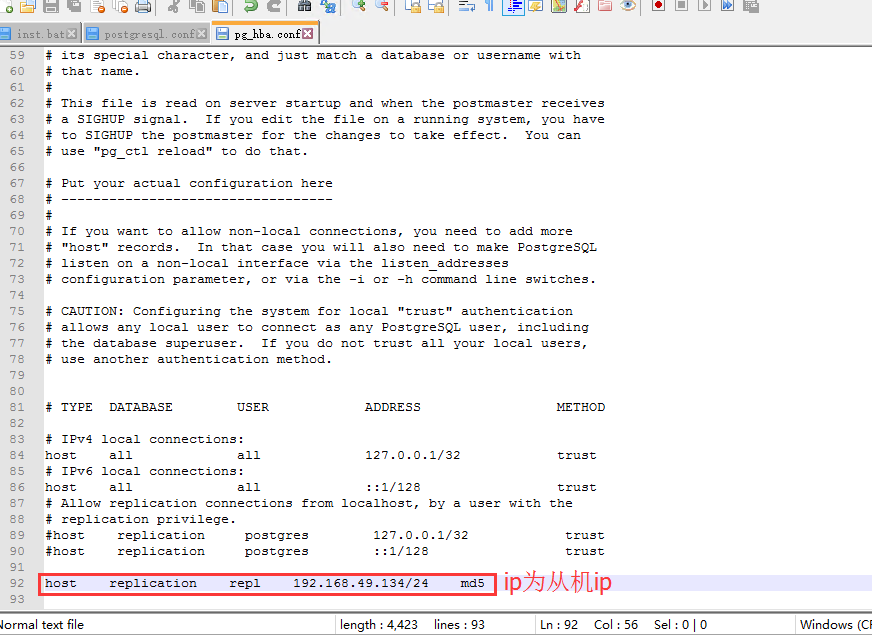 inst.bat postgresql.conf pg_hba.conf
59 # its special character, and just match a database or username with
60 # that name.
61 #
62 # This file is read on server startup and when the postmaster receives
63 # a SIGHUP signal.  If you edit the file on a running system, you have
64 # to SIGHUP the postmaster for the changes to take effect.  You can
65 # use "pg_ctl reload" to do that.
66
67 # Put your actual configuration here
68 # ----------------------------------
69 #
70 # If you want to allow non-local connections, you need to add more
71 # "host" records.  In that case you will also need to make PostgreSQL
72 # listen on a non-local interface via the listen_addresses
73 # configuration parameter, or via the -i or -h command line switches.
74
75 # CAUTION: Configuring the system for local "trust" authentication
76 # allows any local user to connect as any PostgreSQL user, including
77 # the database superuser.  If you do not trust all your local users,
78 # use another authentication method.
79
80
81 # TYPE  DATABASE        USER            ADDRESS                 METHOD
82
83 # IPv4 local connections:
84 host    all             all             127.0.0.1/32            trust
85 # IPv6 local connections:
86 host    all             all             ::1/128                 trust
87 # Allow replication connections from localhost, by a user with the
88 # replication privilege.
89 #host    replication     postgres        127.0.0.1/32            trust
90 #host    replication     postgres        ::1/128                 trust
91
92 host    replication    repl    192.168.49.134/24    md5 ip为从机ip
93
Normal text file length : 4,423 lines : 93 Ln : 92 Col : 56 Sel : 0 | 0 Windows (CR